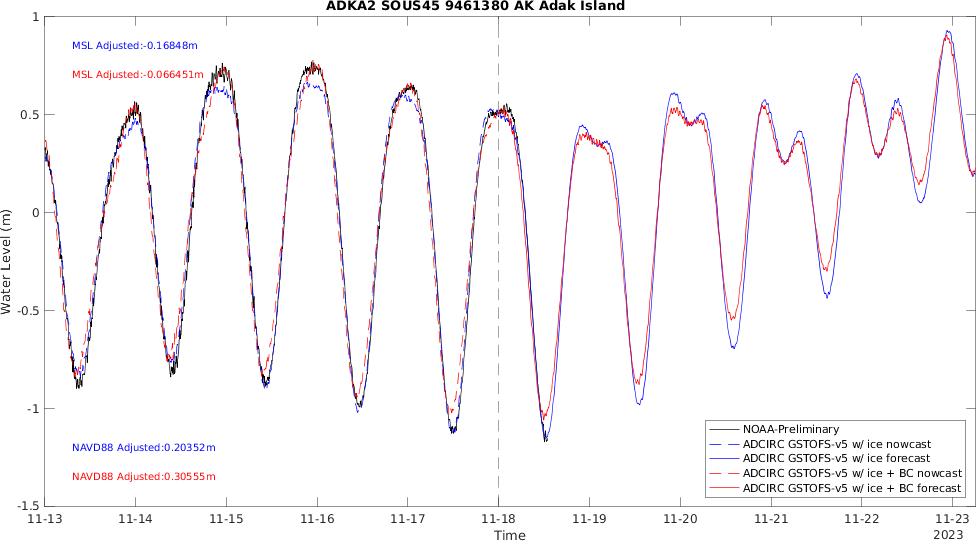 ADKA2 SOUS45 9461380 AK Adak Island
MSL Adjusted:-0.16848m
MSL Adjusted:-0.066451m
NAVD88 Adjusted:0.20352m
NAVD88 Adjusted:0.30555m
Water Level (m)
1
0.5
0
-0.5
-1
-1.5
NOAA-Preliminary
ADCIRC GSTOFS-v5 w/ ice nowcast
ADCIRC GSTOFS-v5 w/ ice forecast
ADCIRC GSTOFS-v5 w/ ice + BC nowcast
ADCIRC GSTOFS-v5 w/ ice + BC forecast
11-13 11-14 11-15 11-16 11-17 11-18 11-19 11-20 11-21 11-22 11-23
Time
2023